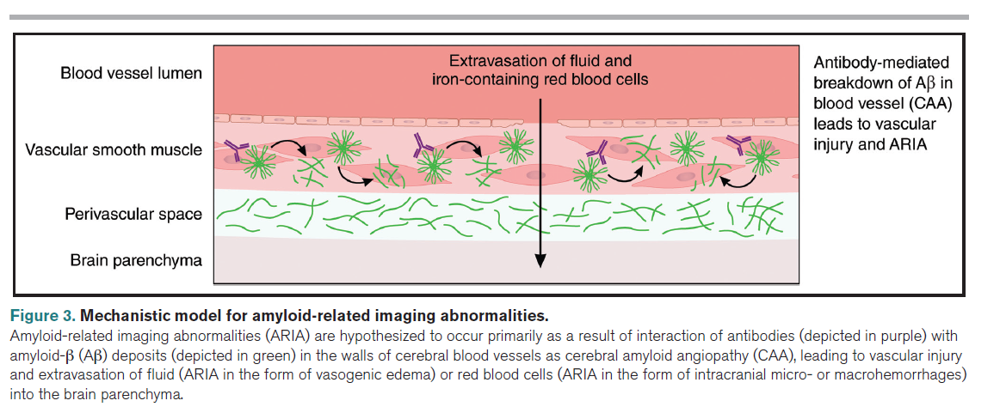 Blood vessel lumen
Extravasation of fluid and
iron-containing red blood cells
Antibody-mediated
breakdown of Aβ in
blood vessel (CAA)
leads to vascular
injury and ARIA
Vascular smooth muscle
Perivascular space
Brain parenchyma
Figure 3. Mechanistic model for amyloid-related imaging abnormalities.
Amyloid-related imaging abnormalities (ARIA) are hypothesized to occur primarily as a result of interaction of antibodies (depicted in purple) with
amyloid-β (Aβ) deposits (depicted in green) in the walls of cerebral blood vessels as cerebral amyloid angiopathy (CAA), leading to vascular injury
and extravasation of fluid (ARIA in the form of vasogenic edema) or red blood cells (ARIA in the form of intracranial micro- or macrohemorrhages)
into the brain parenchyma.